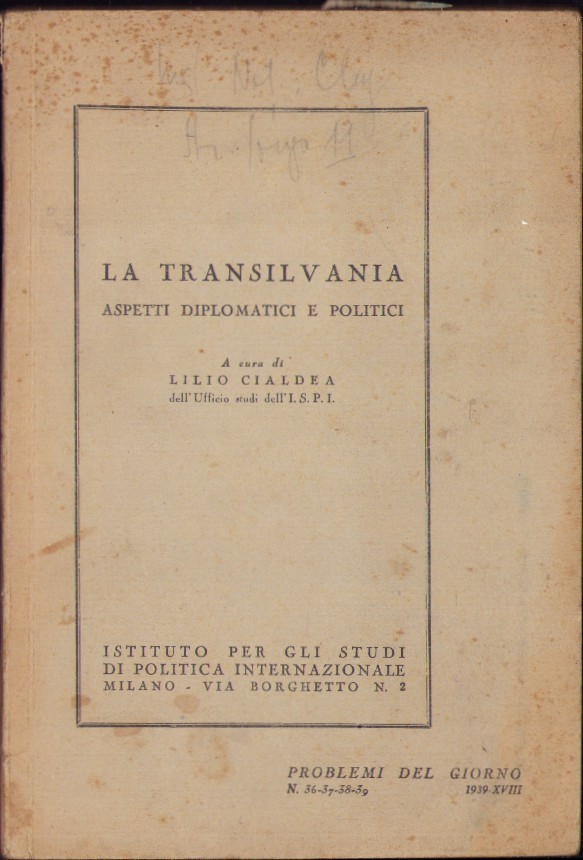 LA TRANSILVANIA
ASPETTI DIPLOMATICI E POLITICI
A cura di
LILIO CIALDEA
dell'Ufficio studi dell'I. S. P. I.
ISTITUTO PER GLI STUDI
DI POLITICA INTERNAZIONALE
MILANO - VIA BORGHETTO N. 2
PROBLEMI DEL GIORNO
N. 36-37-38-39 1939-XVIII